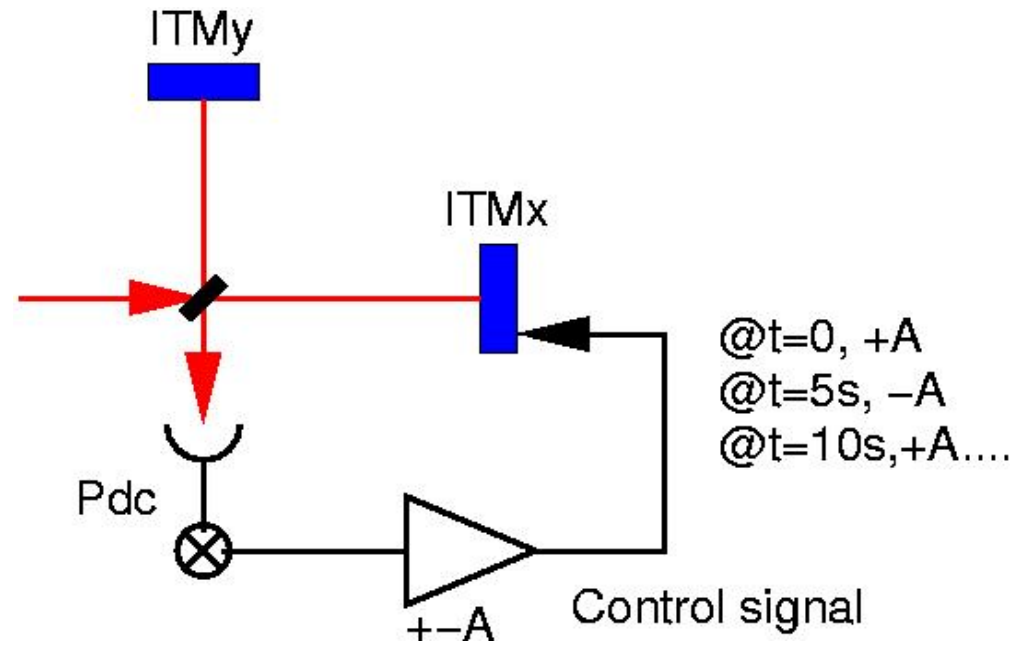 ITMy
ITMx
@t=0, +A
@t=5s, −A
@t=10s,+A....
Pdc
+−A
Control signal